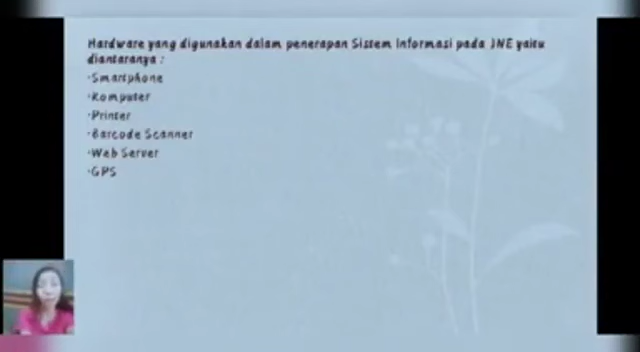 Hardware yang digunakan dalam penerapan Sistem Informasi pada JNE yaitu
diantaranya :
•Smartphone
•Komputer
•Printer
•Barcode Scanner
•Web Server
•GPS